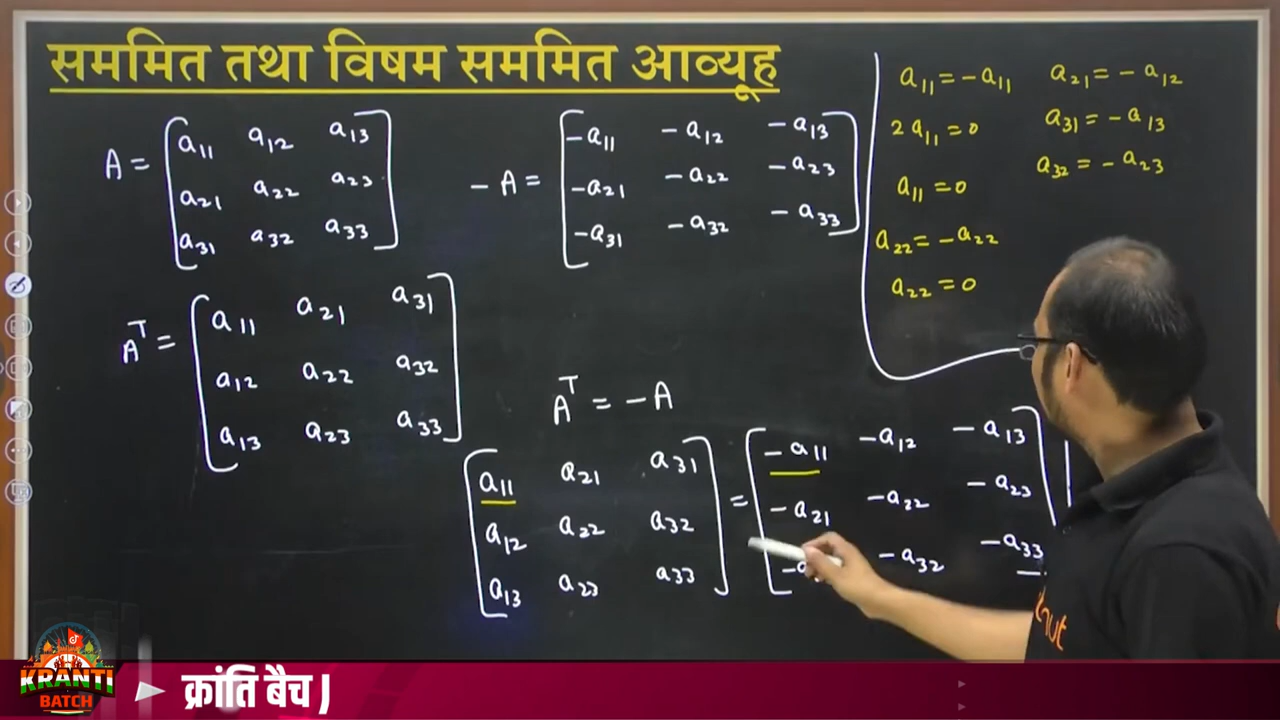 सममित तथा विषम सममित आव्यूह
A = [ a11 a12 a13
a21 a22 a23
a31 a32 a33 ]
-A = [ -a11 -a12 -a13
-a21 -a22 -a23
-a31 -a32 -a33 ]
a11 = -a11
2a11 = 0
a11 = 0
a22 = -a22
a22 = 0
a21 = -a12
a31 = -a13
a32 = -a23
A^T = [ a11 a21 a31
a12 a22 a32
a13 a23 a33 ]
A^T = -A
[ a11 a21 a31 ] = [ -a11 -a12 -a13 ]
a12 a22 a32 -a21 -a22 -a23
a13 a23 a33 -a32 -a33
KRANTI
BATCH
क्रांति बैच J